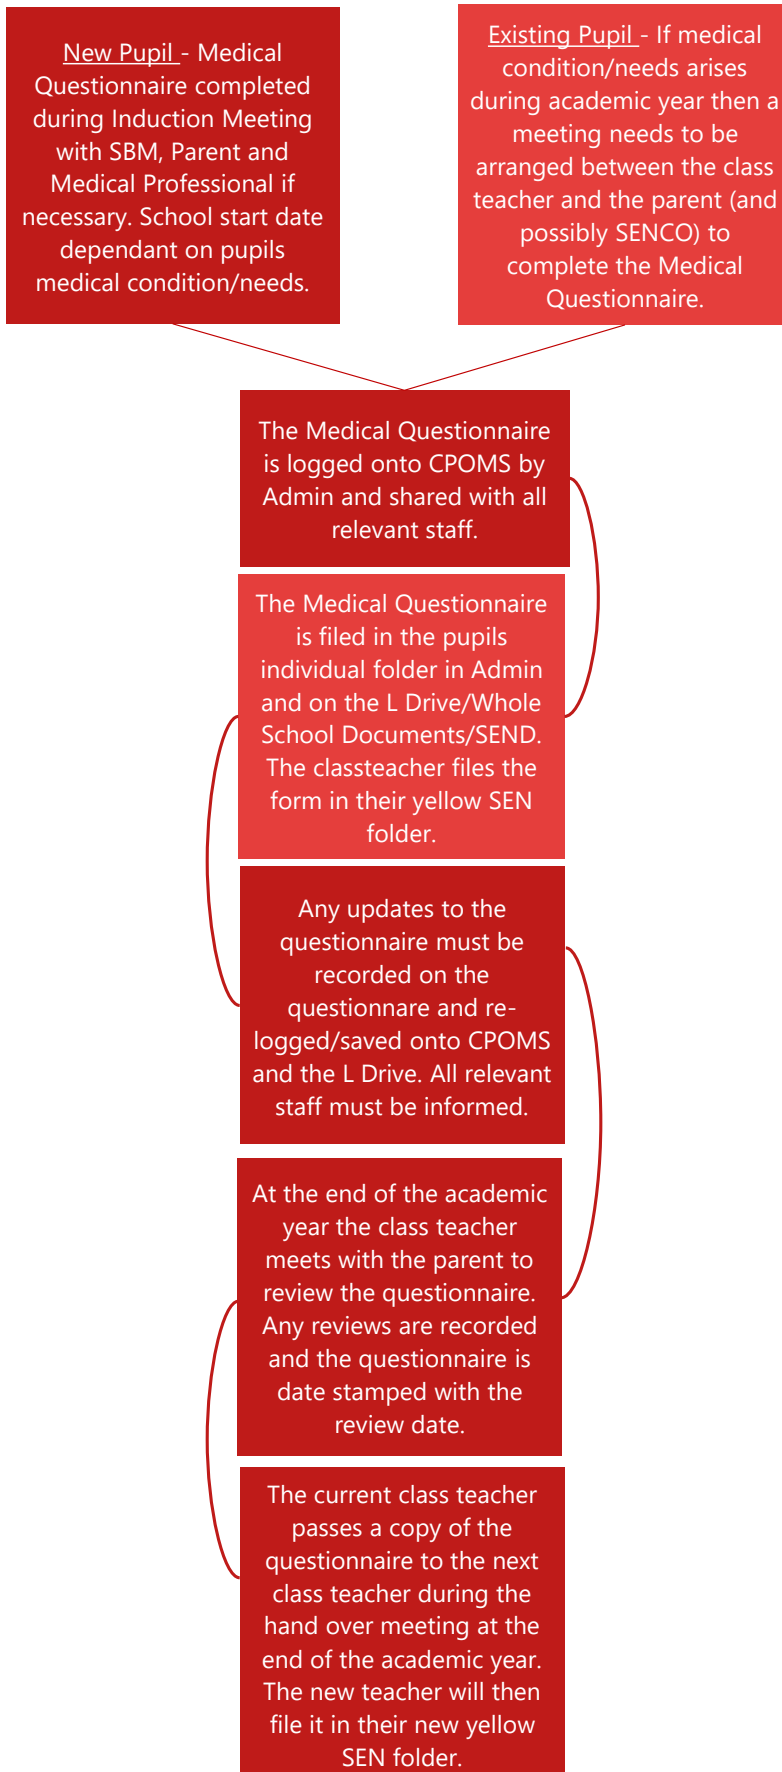 New Pupil - Medical
Questionnaire completed
during Induction Meeting
with SBM, Parent and
Medical Professional if
necessary. School start date
dependant on pupils
medical condition/needs.
Existing Pupil - If medical
condition/needs arises
during academic year then a
meeting needs to be
arranged between the class
teacher and the parent (and
possibly SENCO) to
complete the Medical
Questionnaire.
The Medical Questionnaire
is logged onto CPOMS by
Admin and shared with all
relevant staff.
The Medical Questionnaire
is filed in the pupils
individual folder in Admin
and on the L Drive/Whole
School Documents/SEND.
The classteacher files the
form in their yellow SEN
folder.
Any updates to the
questionnaire must be
recorded on the
questionnare and re-
logged/saved onto CPOMS
and the L Drive. All relevant
staff must be informed.
At the end of the academic
year the class teacher
meets with the parent to
review the questionnaire.
Any reviews are recorded
and the questionnaire is
date stamped with the
review date.
The current class teacher
passes a copy of the
questionnaire to the next
class teacher during the
hand over meeting at the
end of the academic year.
The new teacher will then
file it in their new yellow
SEN folder.